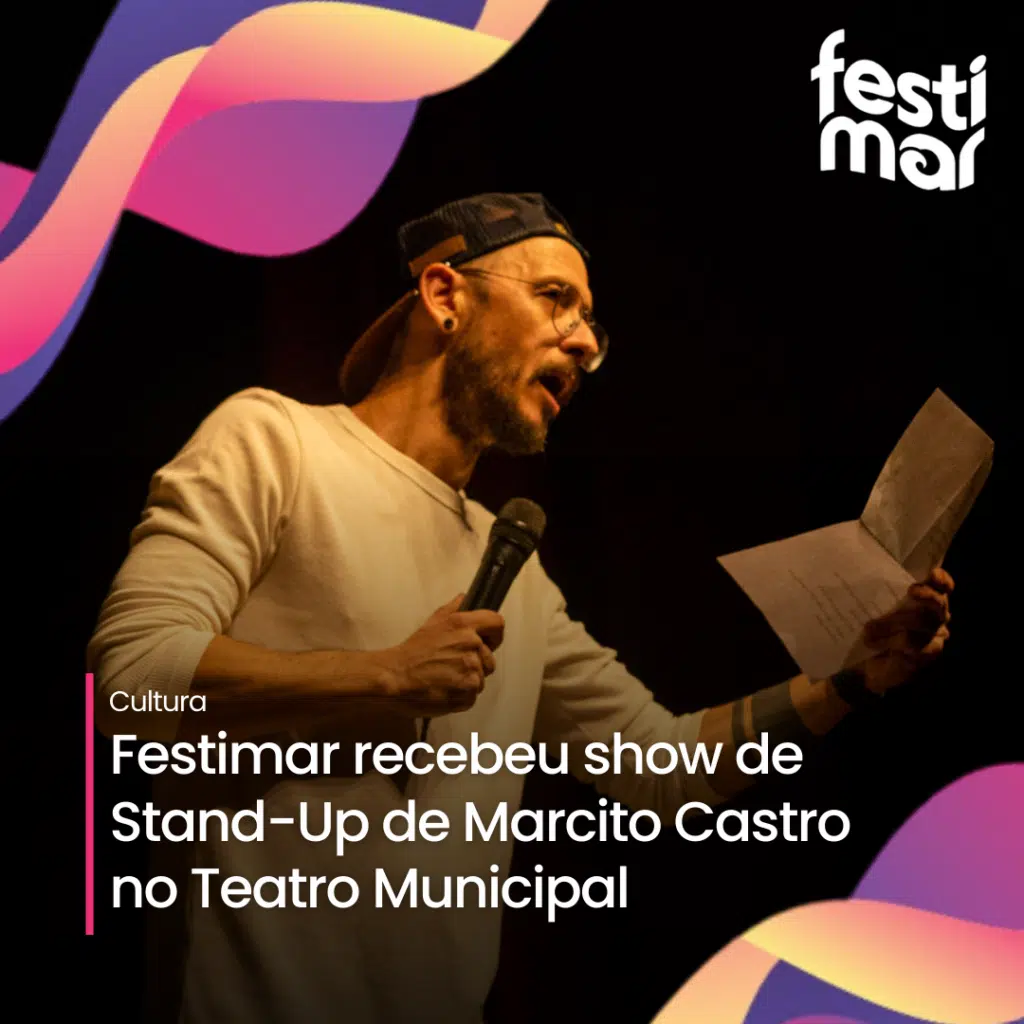 festi
mar
Cultura
Festimar recebeu show de
Stand-Up de Marcito Castro
no Teatro Municipal